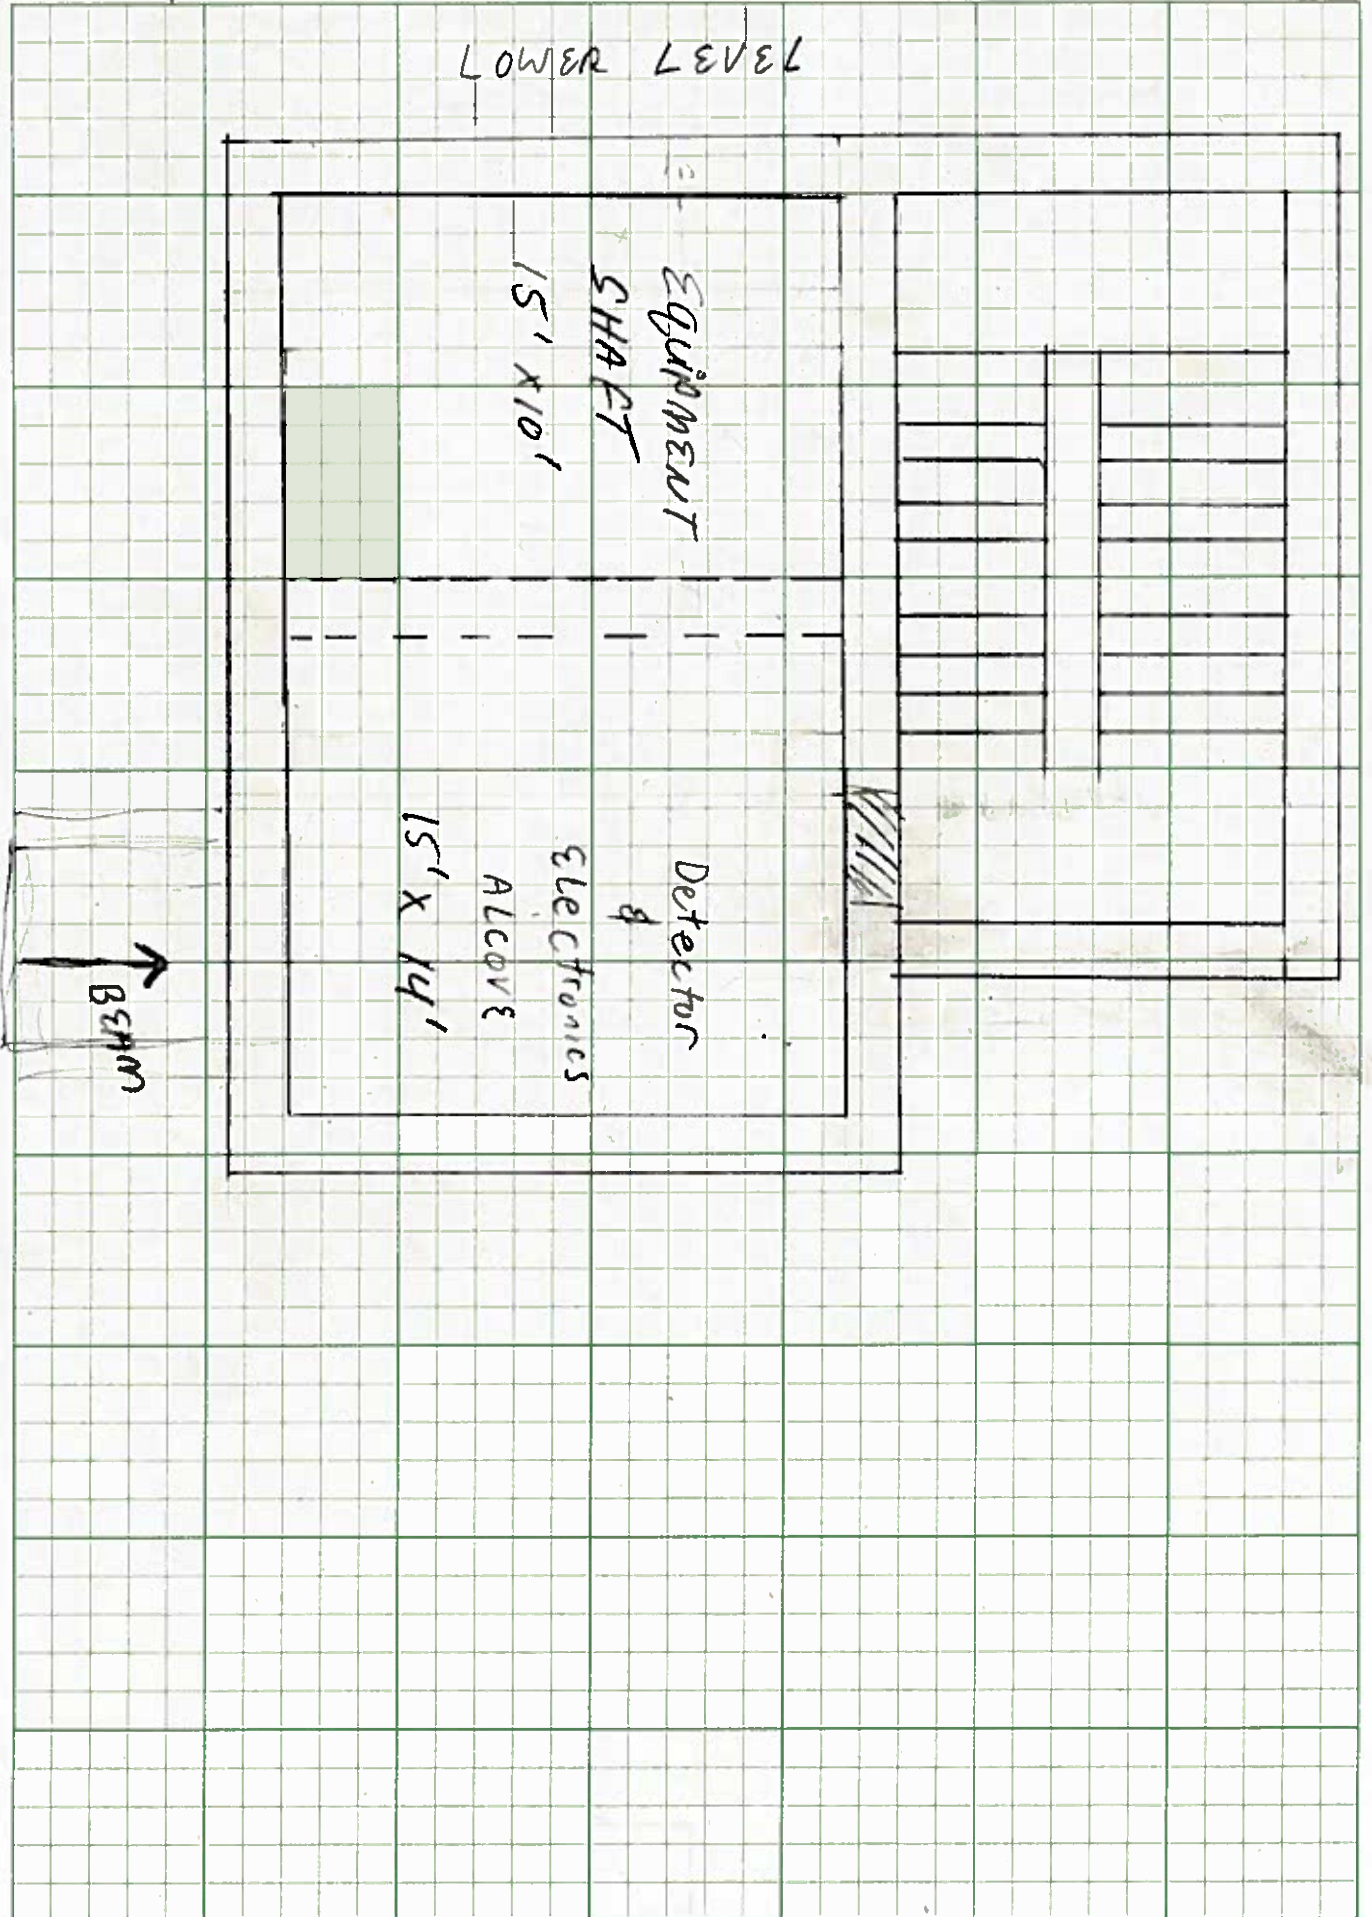 LOWER LEVEL
EQUIPMENT
SHAFT
15' x 10'
Detector
&
Electronics
ALCOVE
15' x 14'
BEAM